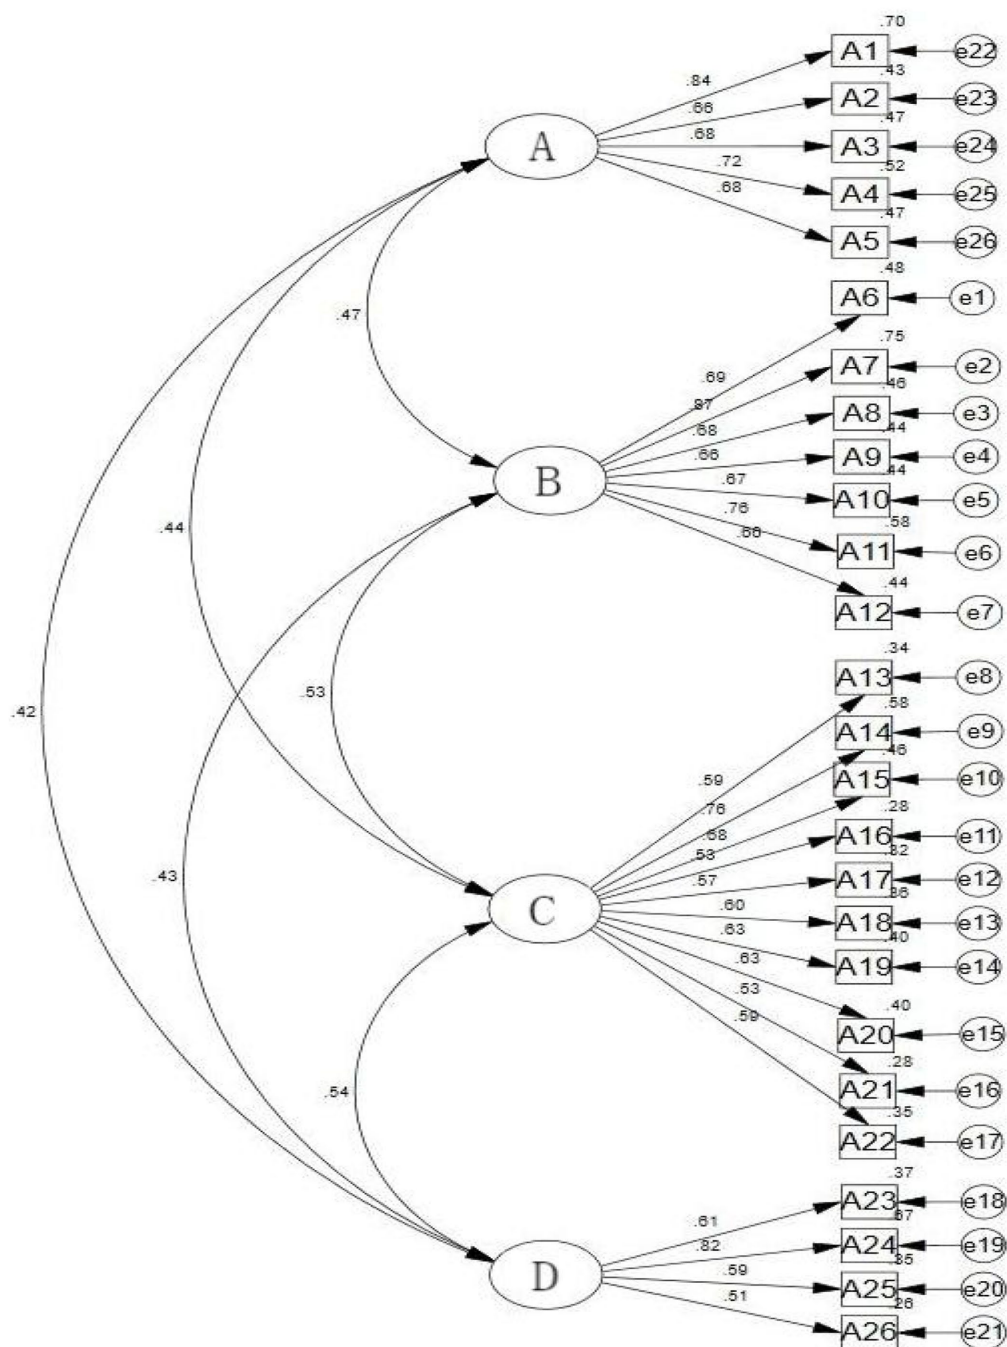 .70
A1 e22
.84
.43
A2 e23
.66
.47
A
.68
A3 e24
.52
.72
A4 e25
.68
.47
A5 e26
.48
A6 e1
.47
.75
A7 e2
.69
.46
.87
A8 e3
.68
.44
.66
A9 e4
B
.44
.67
A10 e5
.76
.58
.44
.66
A11 e6
.44
A12 e7
.34
A13 e8
.53
.58
.42
A14 e9
.46
.59
A15 e10
.76
.28
.68
A16 e11
.53
.32
.43
.57
A17 e12
.36
C
.60
A18 e13
.63
.40
A19 e14
.63
.53
.40
.59
A20 e15
.28
.54
A21 e16
.35
A22 e17
.37
A23 e18
.61
.67
.82
A24 e19
.35
D
.59
A25 e20
.51
.26
A26 e21